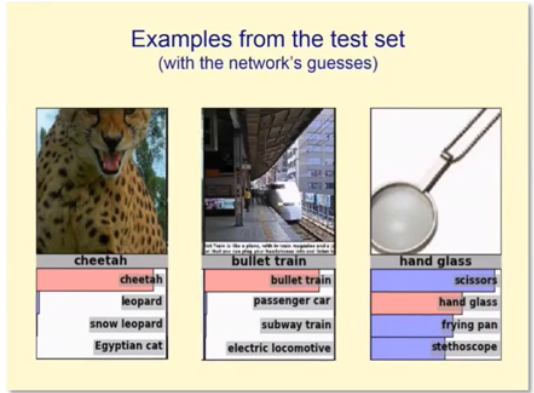 Examples from the test set
(with the network's guesses)
cheetah
cheetah
leopard
snow leopard
Egyptian cat
bullet train
bullet train
passenger car
subway train
electric locomotive
hand glass
scissors
hand glass
frying pan
stethoscope